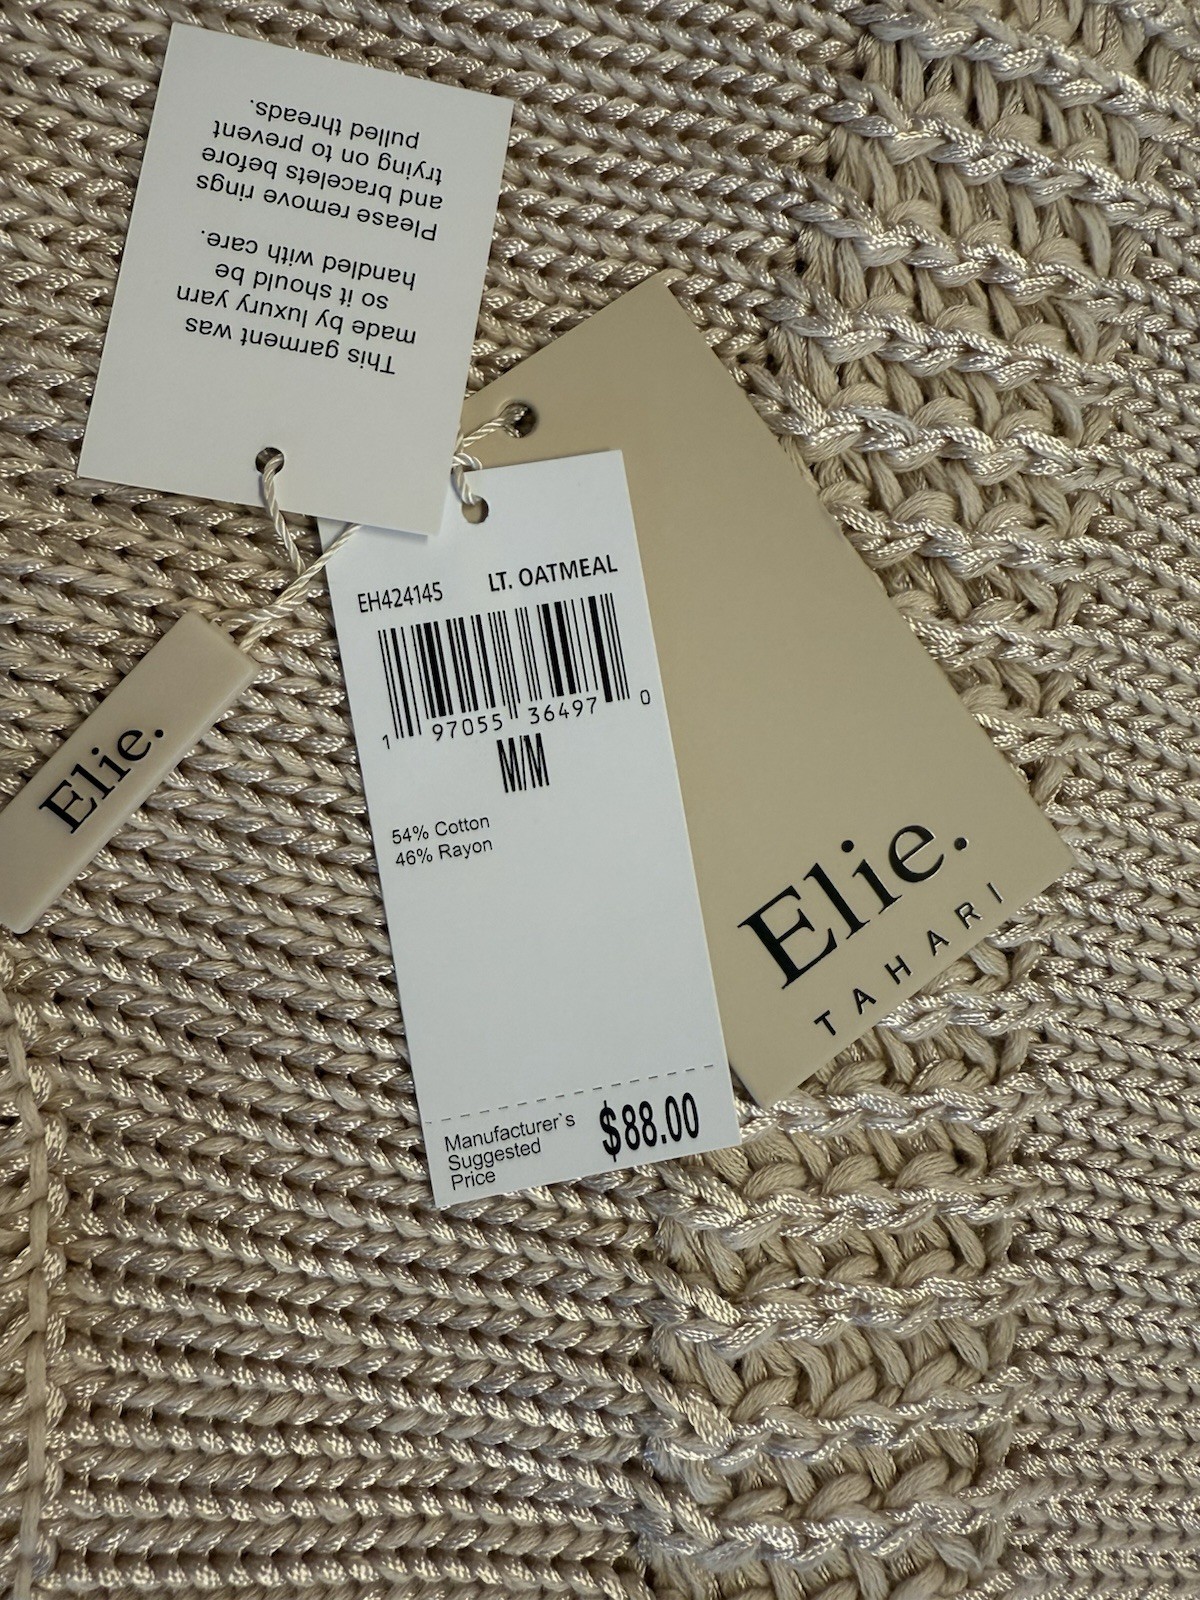 This garment was
made by luxury yarn
so it should be
handled with care.
Please remove rings
and bracelets before
trying on to prevent
pulled threads.
EH424145 LT. OATMEAL
1 97055 36497 0
M/M
54% Cotton
46% Rayon
Manufacturer`s
Suggested
Price
$88.00
Elie.
Elie.
TAHARI